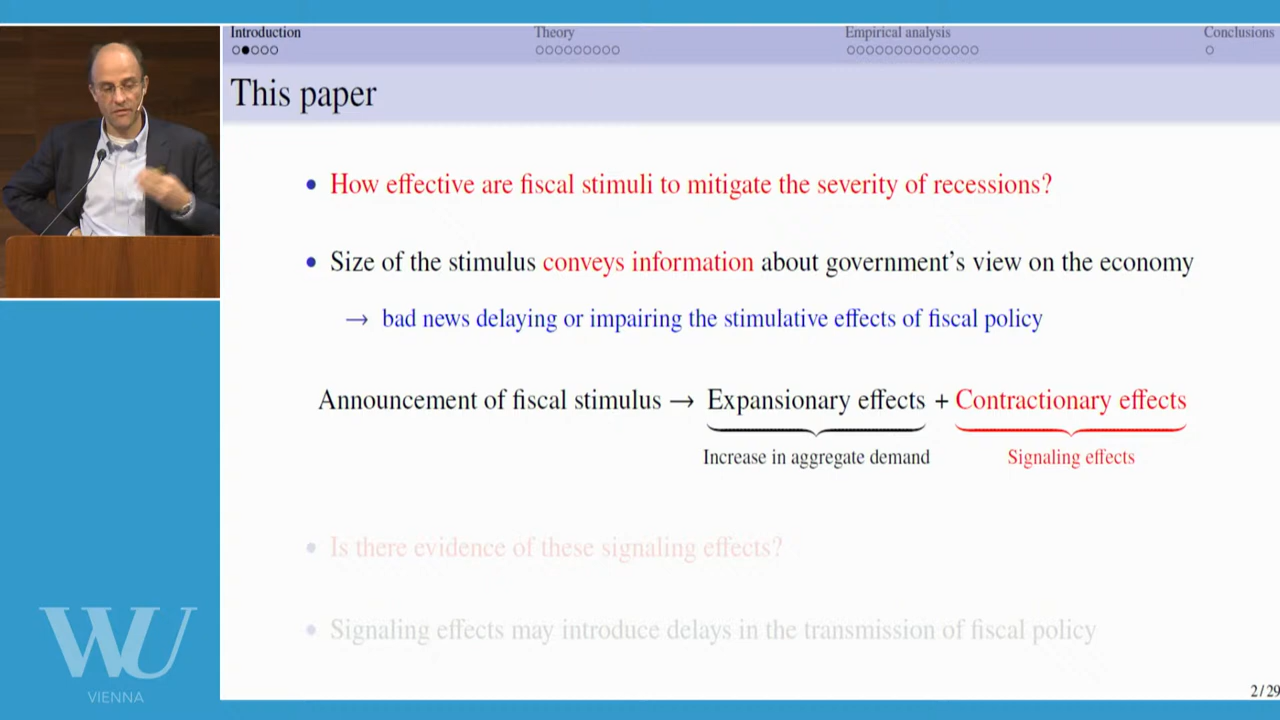 Introduction
Theory
Empirical analysis
Conclusions
This paper
• How effective are fiscal stimuli to mitigate the severity of recessions?
• Size of the stimulus conveys information about government's view on the economy
→ bad news delaying or impairing the stimulative effects of fiscal policy
Announcement of fiscal stimulus → Expansionary effects + Contractionary effects
Increase in aggregate demand
Signaling effects
• Is there evidence of these signaling effects?
• Signaling effects may introduce delays in the transmission of fiscal policy
WU
VIENNA
2/29